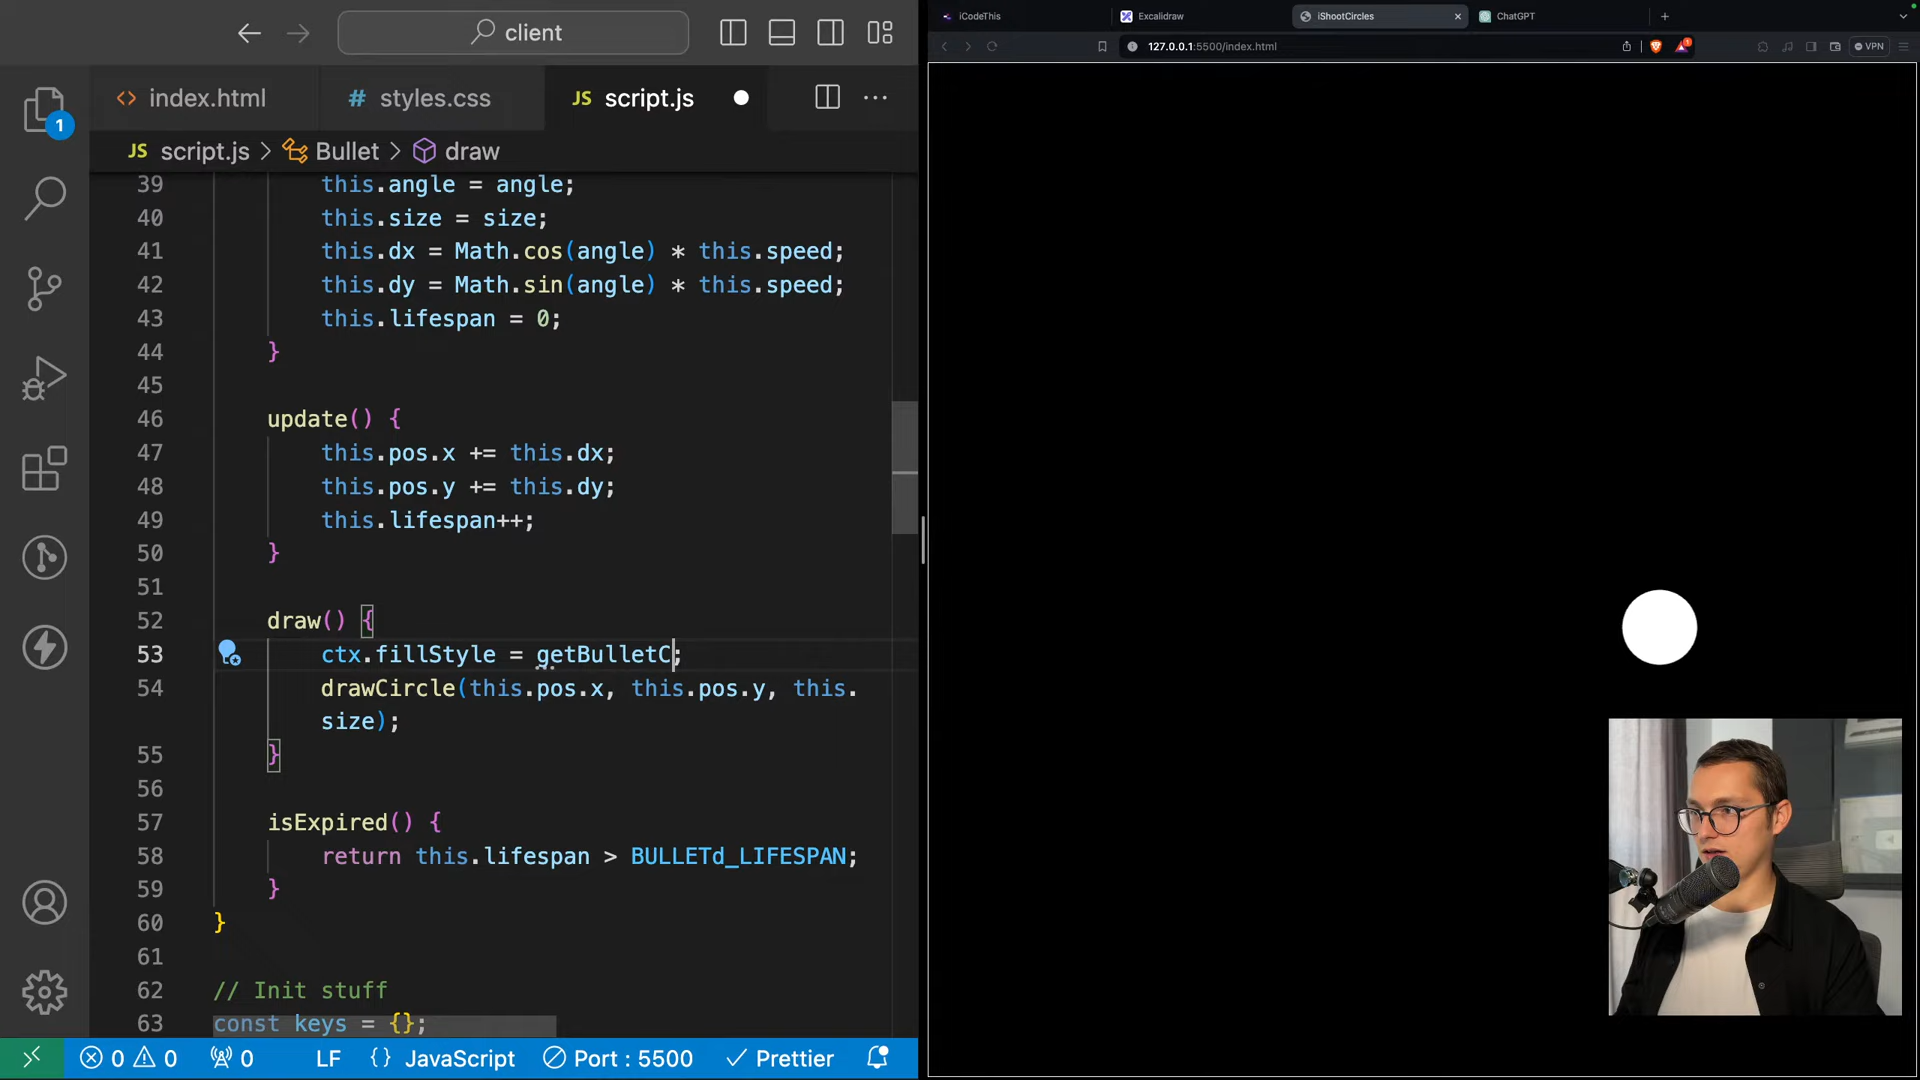 client
iCodeThis
Excalidraw
iShootCircles
ChatGPT
127.0.0.1:5500/index.html
1
VPN
index.html
styles.css
JS script.js
1
JS script.js > Bullet > draw
39 this.angle = angle;
40 this.size = size;
41 this.dx = Math.cos(angle) * this.speed;
42 this.dy = Math.sin(angle) * this.speed;
43 this.lifespan = 0;
44 }
45
46 update() {
47 this.pos.x += this.dx;
48 this.pos.y += this.dy;
49 this.lifespan++;
50 }
51
52 draw() {
53 ctx.fillStyle = getBulletC;
54 drawCircle(this.pos.x, this.pos.y, this.
size);
55 }
56
57 isExpired() {
58 return this.lifespan > BULLETd_LIFESPAN;
59 }
60 }
61
62 // Init stuff
63 const keys = {};
0 0 0 LF {} JavaScript Port : 5500 Prettier